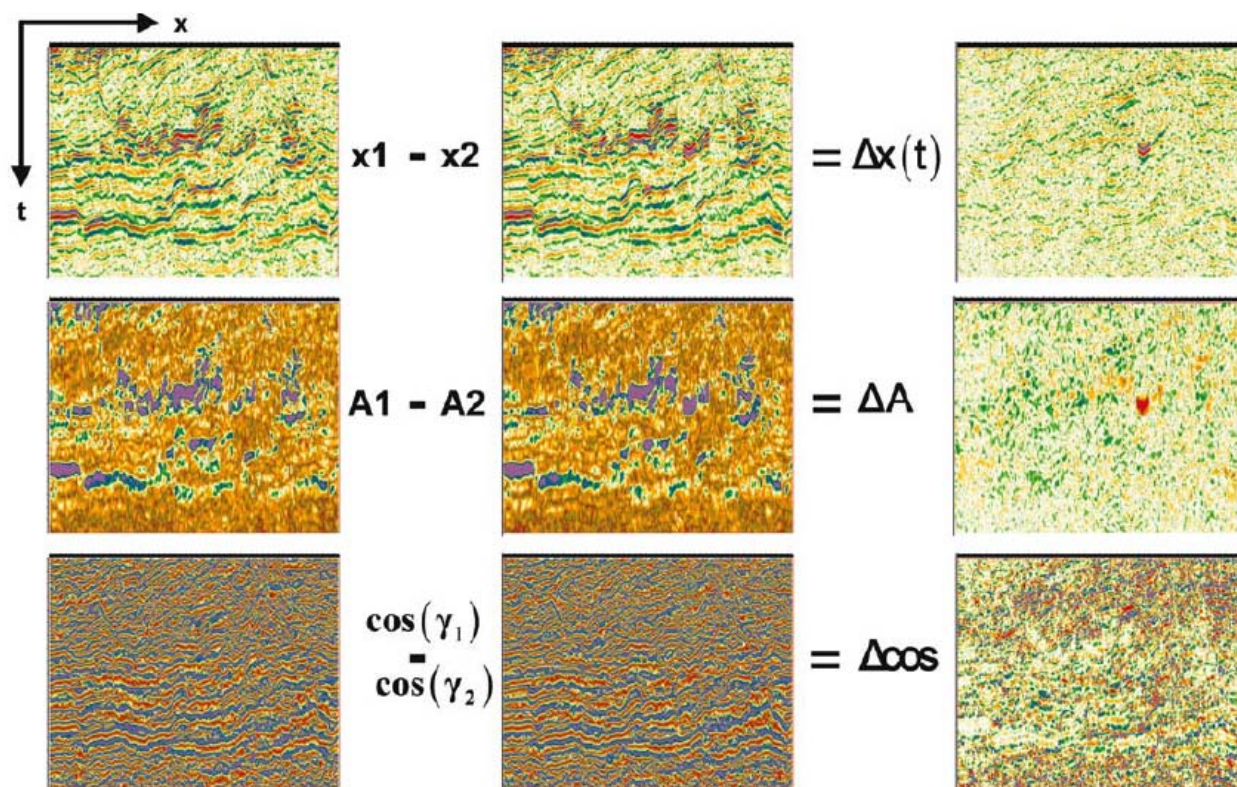 x
t
x1 - x2 = Δx(t)
A1 - A2 = ΔA
cos(γ₁)
-
cos(γ₂)
= Δcos